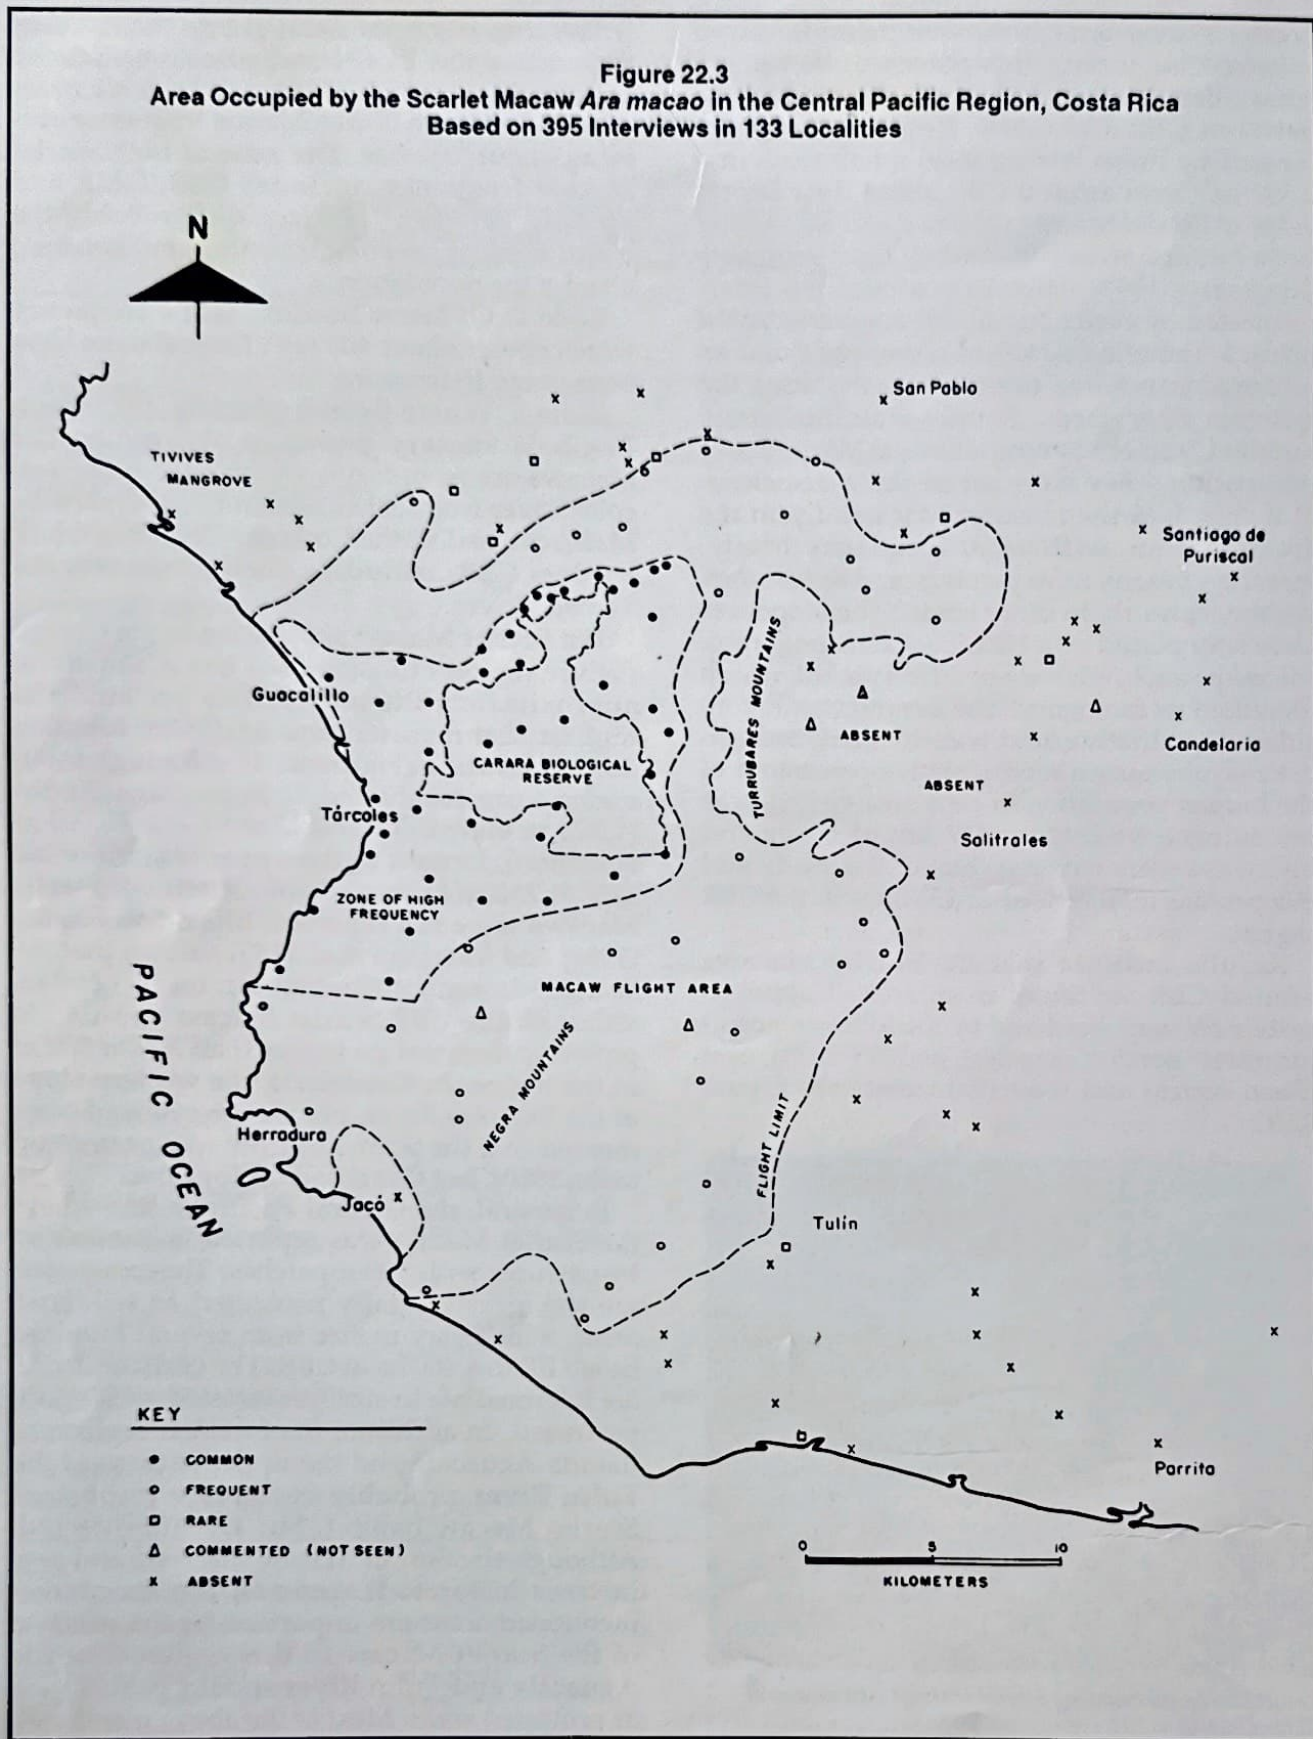 Figure 22.3
Area Occupied by the Scarlet Macaw Ara macao in the Central Pacific Region, Costa Rica
Based on 395 Interviews in 133 Localities
N
San Pablo
TIVIVES
MANGROVE
Santiago de
Puriscal
TURRUBARES MOUNTAINS
Guacalillo
ABSENT
Candelaria
CARARA BIOLOGICAL
RESERVE
ABSENT
Tárcoles
Salitrales
ZONE OF HIGH
FREQUENCY
PACIFIC OCEAN
MACAW FLIGHT AREA
NEGRA MOUNTAINS
Herradura
FLIGHT LIMIT
Jacó
Tulin
KEY
COMMON
FREQUENT
RARE
COMMENTED (NOT SEEN)
ABSENT
Parrita
0 5 10
KILOMETERS